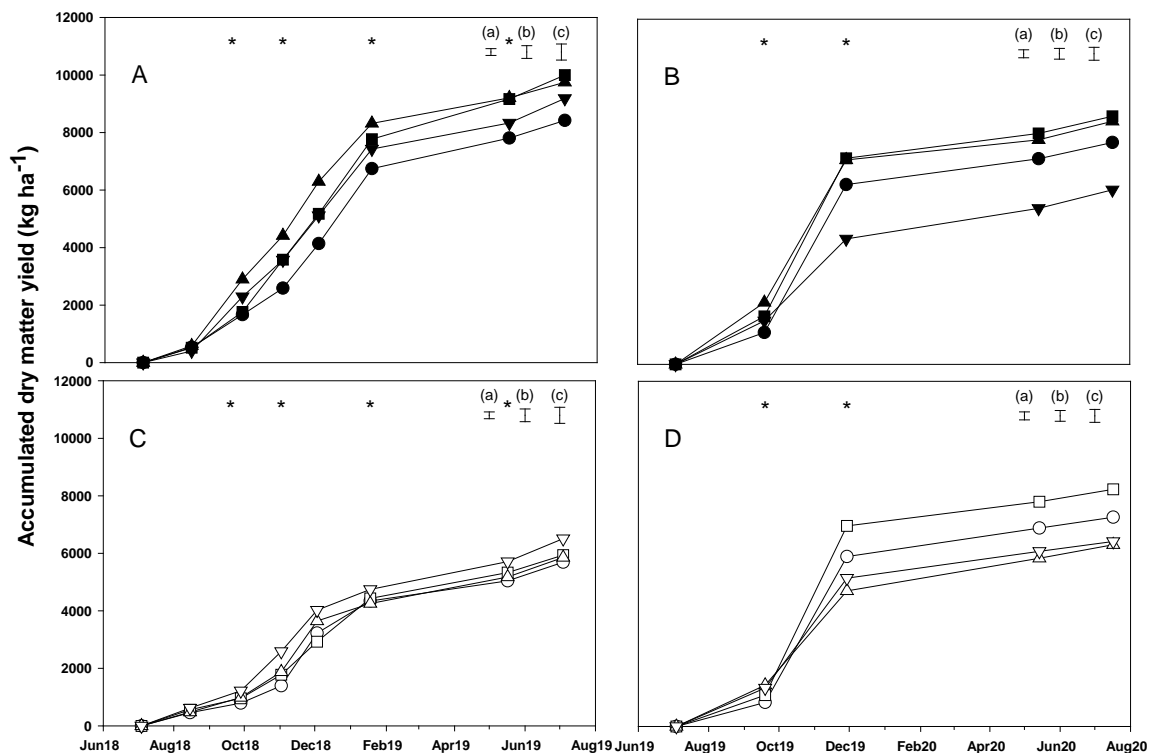 Accumulated dry matter yield (kg ha⁻¹)
12000
10000
8000
6000
4000
2000
0
A
* * * *
(a) (b) (c)
B
* *
(a) (b) (c)
12000
10000
8000
6000
4000
2000
0
C
* * * *
(a) (b) (c)
D
* *
(a) (b) (c)
Jun18 Aug18 Oct18 Dec18 Feb19 Apr19 Jun19 Aug19
Jun19 Aug19 Oct19 Dec19 Feb20 Apr20 Jun20 Aug20